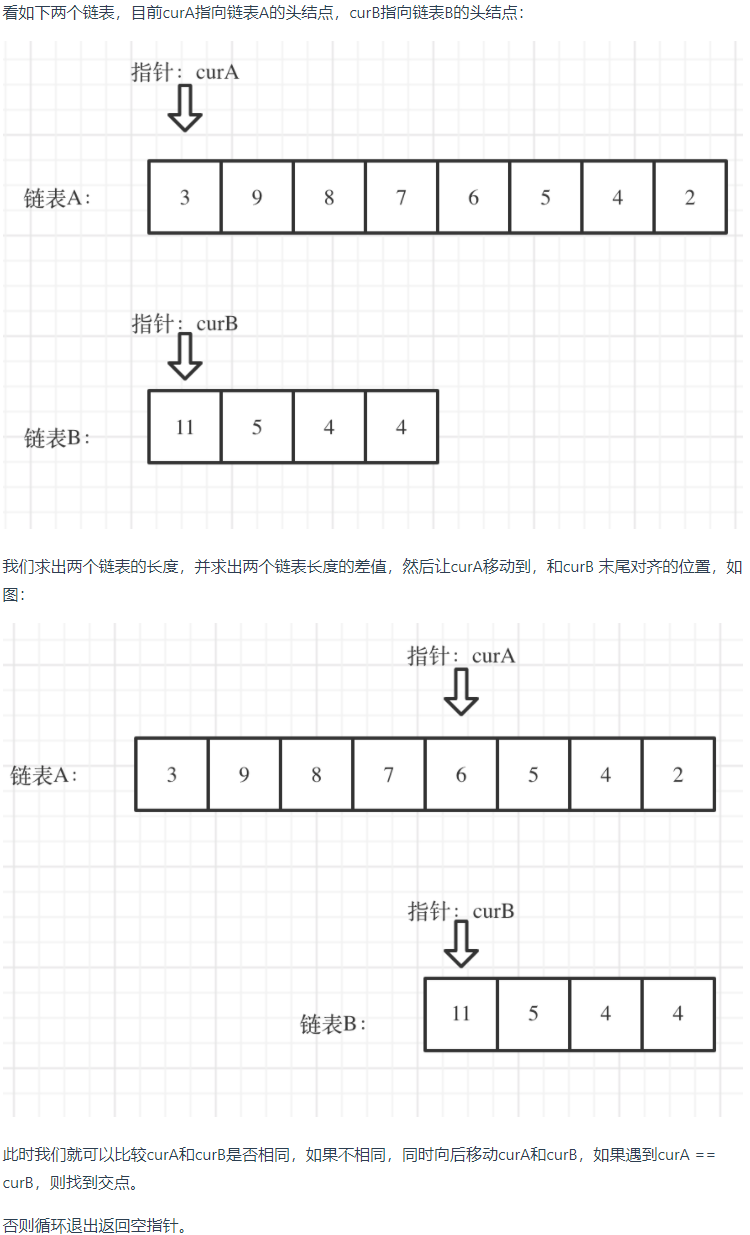 看如下两个链表，目前curA指向链表A的头结点，curB指向链表B的头结点：
指针：curA
链表A：
3 9 8 7 6 5 4 2
指针：curB
链表B：
11 5 4 4
我们求出两个链表的长度，并求出两个链表长度的差值，然后让curA移动到，和curB 末尾对齐的位置，如
图：
指针：curA
链表A：
3 9 8 7 6 5 4 2
指针：curB
链表B：
11 5 4 4
此时我们就可以比较curA和curB是否相同，如果不相同，同时向后移动curA和curB，如果遇到curA ==
curB，则找到交点。
否则循环退出返回空指针。